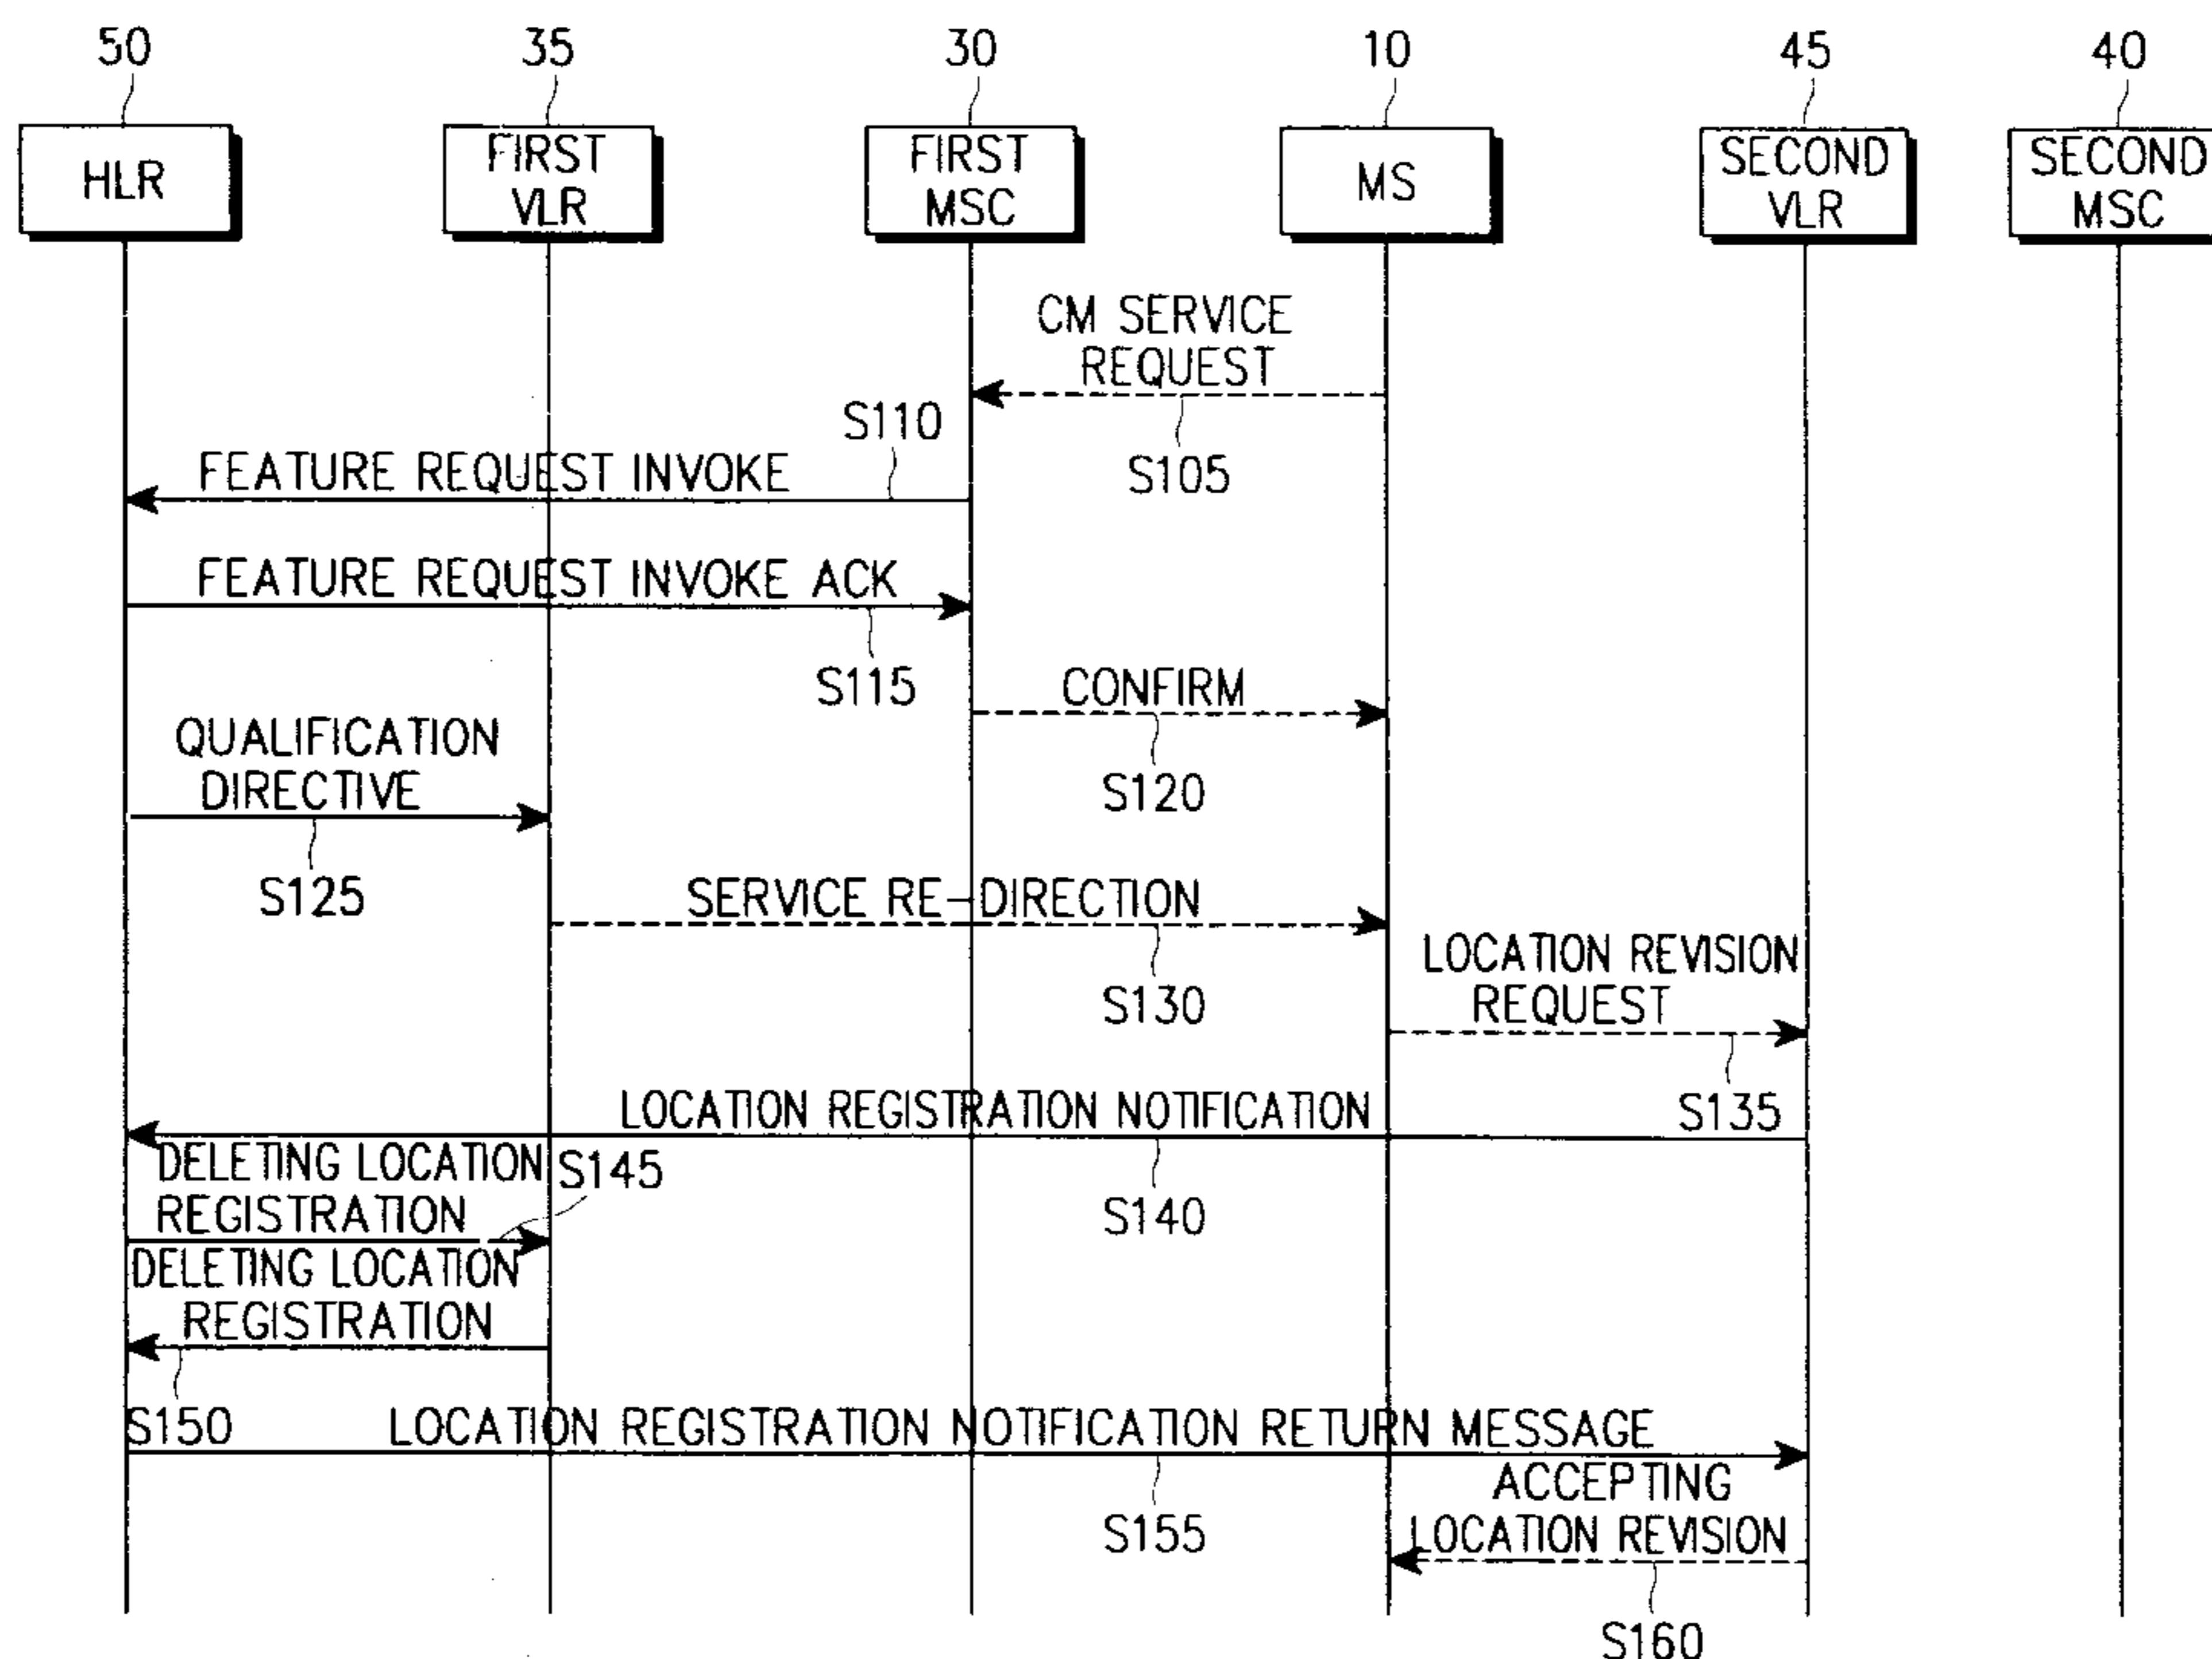 50
35
30
10
45
40
HLR
FIRST
VLR
FIRST
MSC
MS
SECOND
VLR
SECOND
MSC
CM SERVICE
REQUEST
S105
S110
FEATURE REQUEST INVOKE
FEATURE REQUEST INVOKE ACK
S115
CONFIRM
S120
QUALIFICATION
DIRECTIVE
S125
SERVICE RE-DIRECTION
S130
LOCATION REVISION
REQUEST
S135
LOCATION REGISTRATION NOTIFICATION
S140
DELETING LOCATION
REGISTRATION
S145
DELETING LOCATION
REGISTRATION
S150
LOCATION REGISTRATION NOTIFICATION RETURN MESSAGE
S155
ACCEPTING
LOCATION REVISION
S160